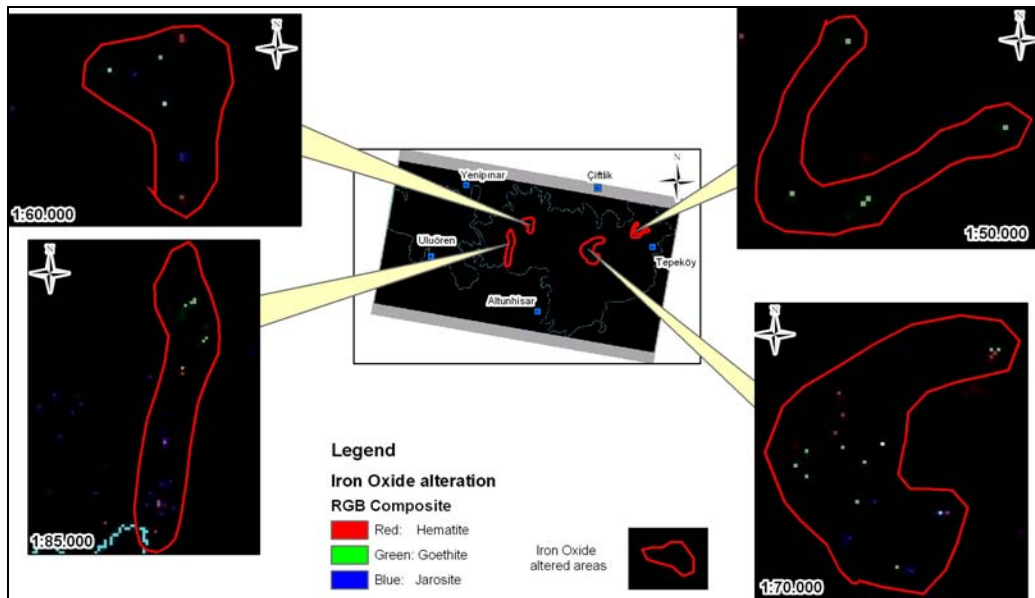 N
1:60.000
N
1:50.000
N
Yenipınar
Çiftlik
Uluören
Tepeköy
Altunhisar
N
1:85.000
N
1:70.000
Legend
Iron Oxide alteration
RGB Composite
Red: Hematite
Green: Goethite
Blue: Jarosite
Iron Oxide
altered areas